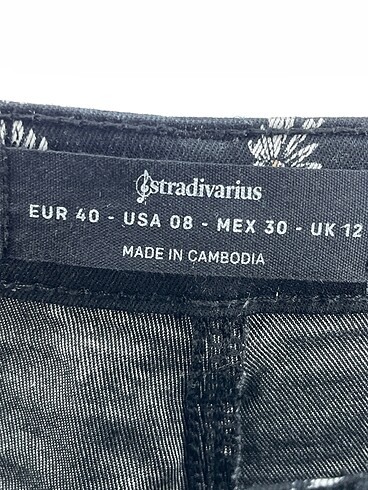 stradivarius
EUR 40 - USA 08 - MEX 30 - UK 12
MADE IN CAMBODIA